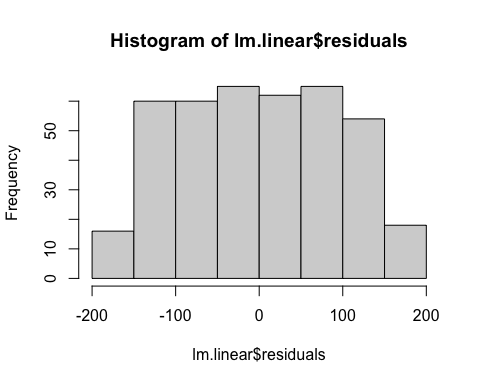 Histogram of lm.linear$residuals
Frequency
50
30
10
0
-200 -100 0 100 200
lm.linear$residuals